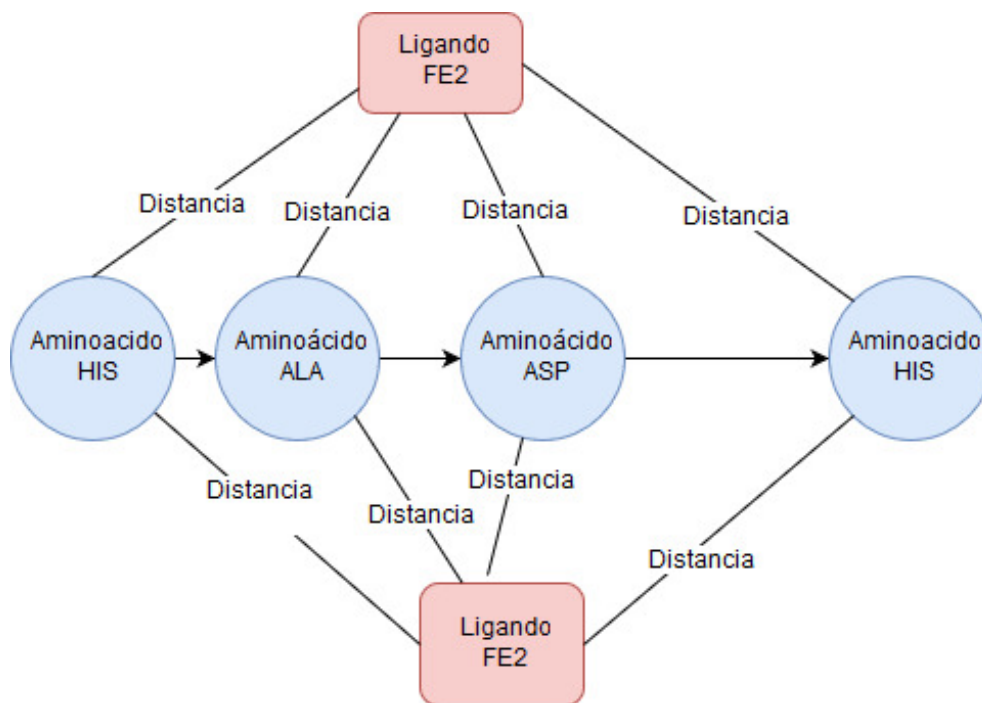 Ligando
FE2
Distancia
Distancia
Distancia
Distancia
Aminoacido
HIS
Aminoácido
ALA
Aminoácido
ASP
Aminoacido
HIS
Distancia
Distancia
Distancia
Distancia
Ligando
FE2